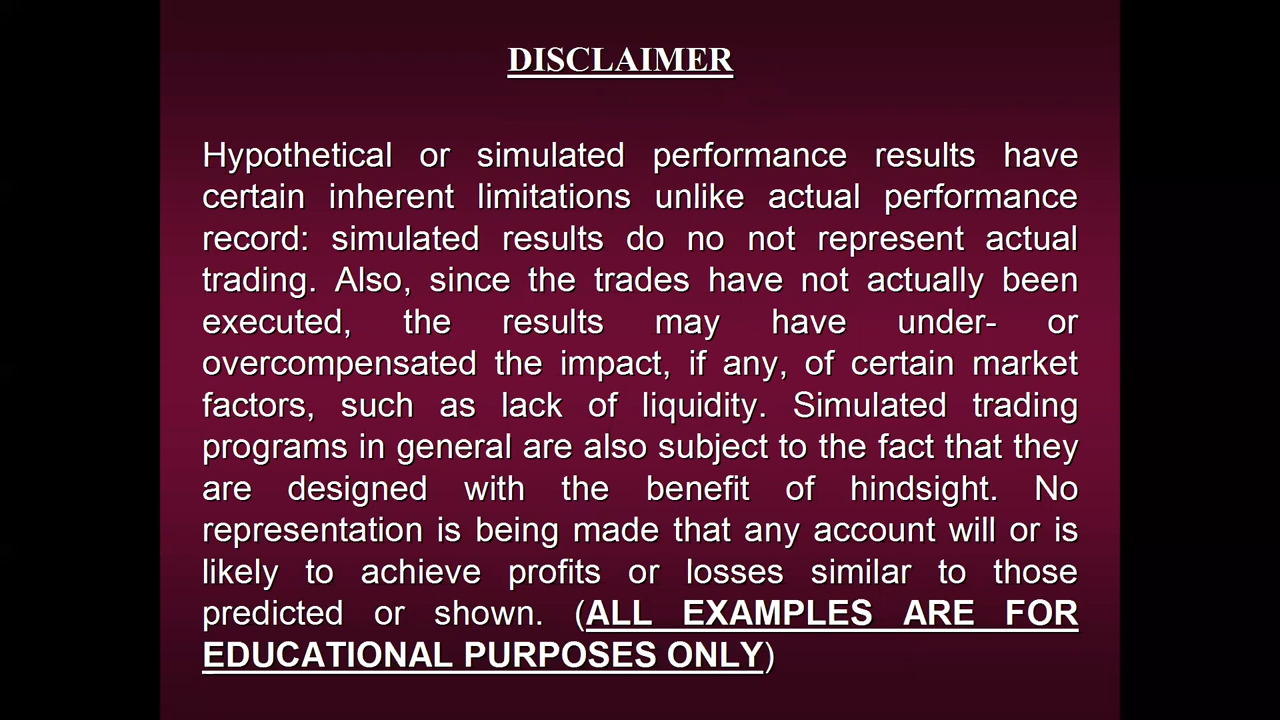 DISCLAIMER
Hypothetical or simulated performance results have
certain inherent limitations unlike actual performance
record: simulated results do no not represent actual
trading. Also, since the trades have not actually been
executed, the results may have under- or
overcompensated the impact, if any, of certain market
factors, such as lack of liquidity. Simulated trading
programs in general are also subject to the fact that they
are designed with the benefit of hindsight. No
representation is being made that any account will or is
likely to achieve profits or losses similar to those
predicted or shown. (ALL EXAMPLES ARE FOR
EDUCATIONAL PURPOSES ONLY)